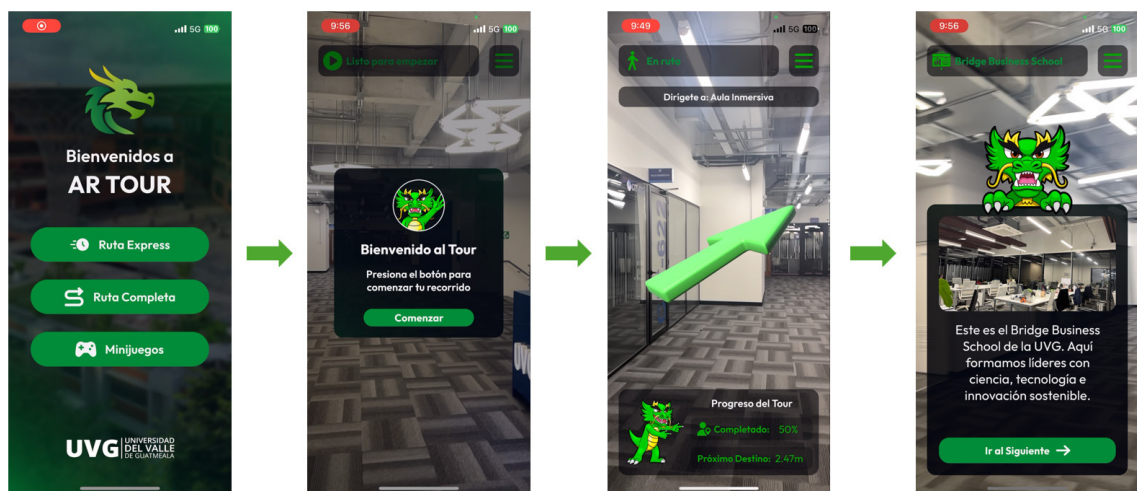 5G 100
Bienvenidos a
AR TOUR
Ruta Express
Ruta Completa
Minijuegos
UVG UNIVERSIDAD
DEL VALLE
DE GUATEMALA
9:56 5G 100
Listo para empezar
Bienvenido al Tour
Presiona el botón para
comenzar tu recorrido
Comenzar
9:49 5G 100
En ruta
Dirígete a: Aula Inmersiva
Progreso del Tour
Completado: 50%
Próximo Destino: 2.47m
9:56 5G 100
Bridge Business School
Este es el Bridge Business
School de la UVG. Aquí
formamos líderes con
ciencia, tecnología e
innovación sostenible.
Ir al Siguiente